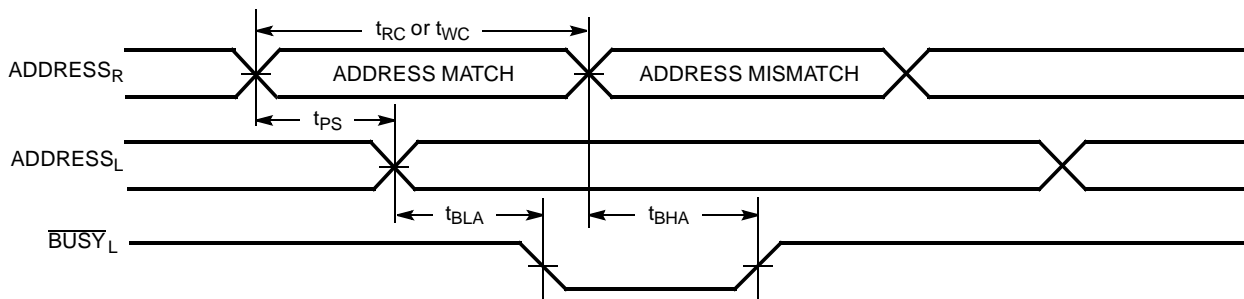 tRC or tWC
ADDRESSR ADDRESS MATCH ADDRESS MISMATCH
tPS
ADDRESSL
tBLA tBHA
BUSYL